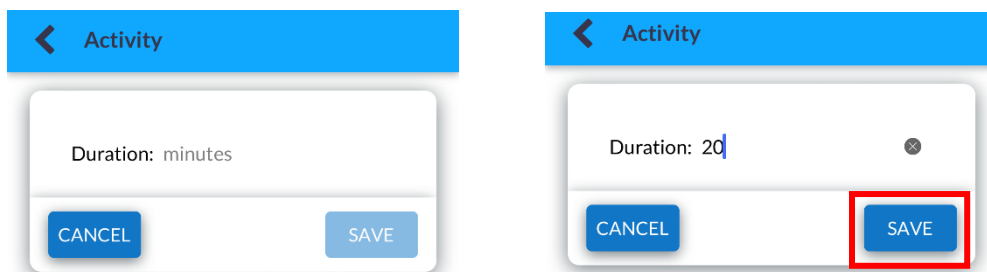 Activity
Duration: minutes
CANCEL SAVE
Activity
Duration: 20
CANCEL SAVE